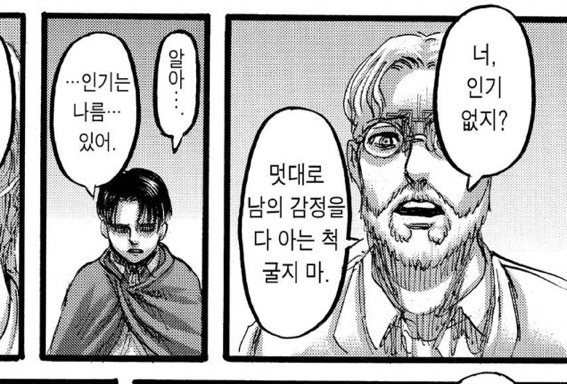 너,
인기
없지?
멋대로
남의 감정을
다 아는 척
굴지 마.
알
아⋯.
⋯인기는
나름⋯
있어.